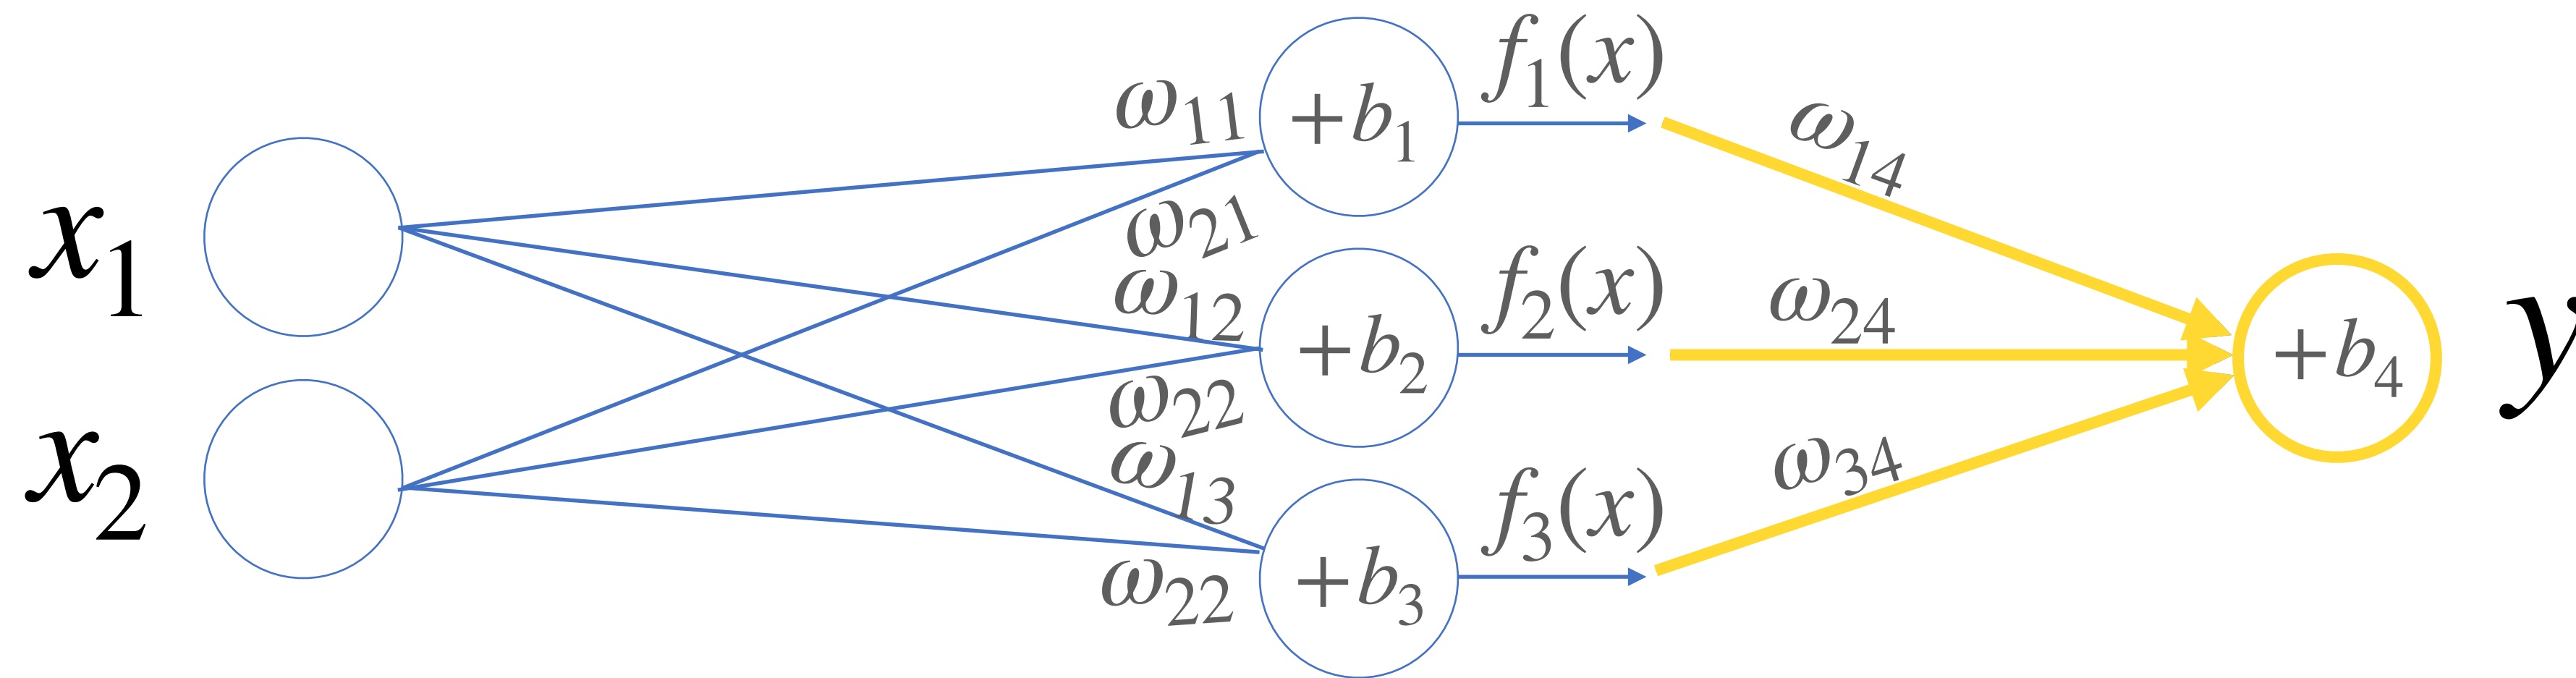 x₁
x₂
ω₁₁
ω₂₁
ω₁₂
ω₂₂
ω₁₃
ω₂₂
+b₁
+b₂
+b₃
f₁(x)
f₂(x)
f₃(x)
ω₁₄
ω₂₄
ω₃₄
+b₄
y